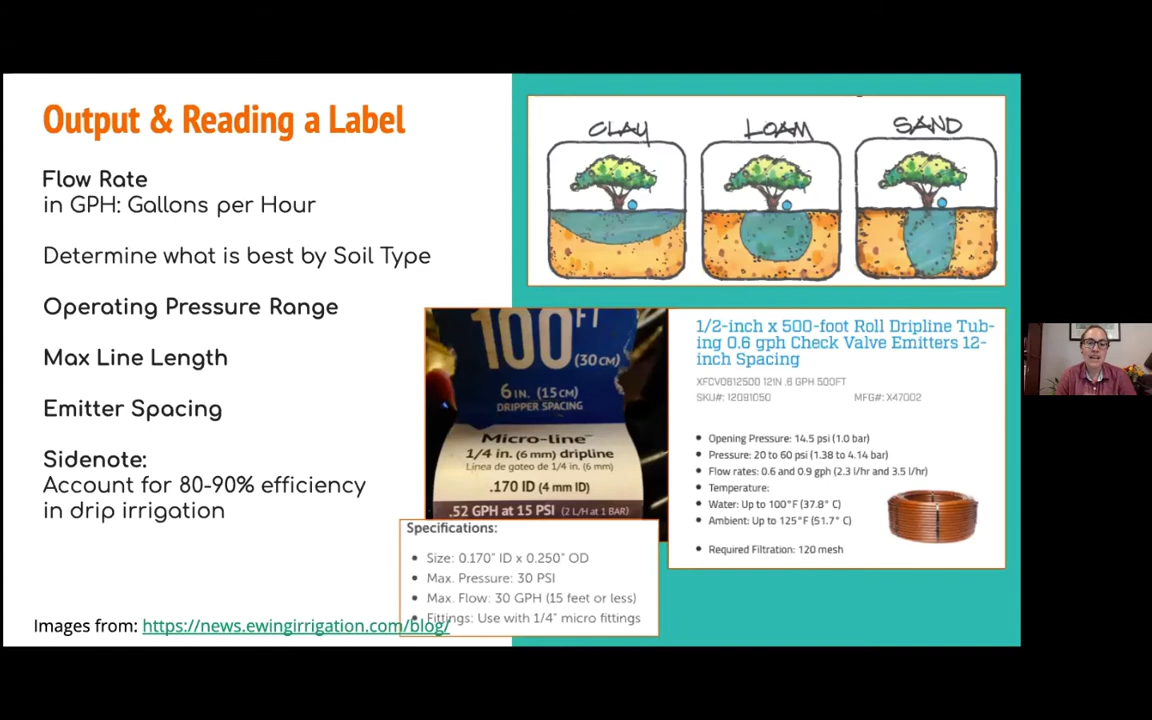 Output & Reading a Label
Flow Rate
in GPH: Gallons per Hour
Determine what is best by Soil Type
Operating Pressure Range
Max Line Length
Emitter Spacing
Sidenote:
Account for 80-90% efficiency
in drip irrigation
Images from: https://news.ewingirrigation.com/blog/
CLAY LOAM SAND
100 FT
(30 CM)
6 IN. (15 CM)
DRIPPER SPACING
Micro-line™
1/4 in. (6 mm) dripline
Línea de goteo de 1/4 in. (6 mm)
.170 ID (4 mm ID)
.52 GPH at 15 PSI (2 L/H at 1 BAR)
Specifications:
• Size: 0.170" ID x 0.250" OD
• Max. Pressure: 30 PSI
• Max. Flow: 30 GPH (15 feet or less)
• Fittings: Use with 1/4" micro fittings
1/2-inch x 500-foot Roll Dripline Tub-
ing 0.6 gph Check Valve Emitters 12-
inch Spacing
XFCV0612500 12IN .6 GPH 500FT
SKU#: 12091050 MFG#: X47002
• Opening Pressure: 14.5 psi (1.0 bar)
• Pressure: 20 to 60 psi (1.38 to 4.14 bar)
• Flow rates: 0.6 and 0.9 gph (2.3 l/hr and 3.5 l/hr)
• Temperature:
• Water: Up to 100°F (37.8° C)
• Ambient: Up to 125°F (51.7° C)
• Required Filtration: 120 mesh